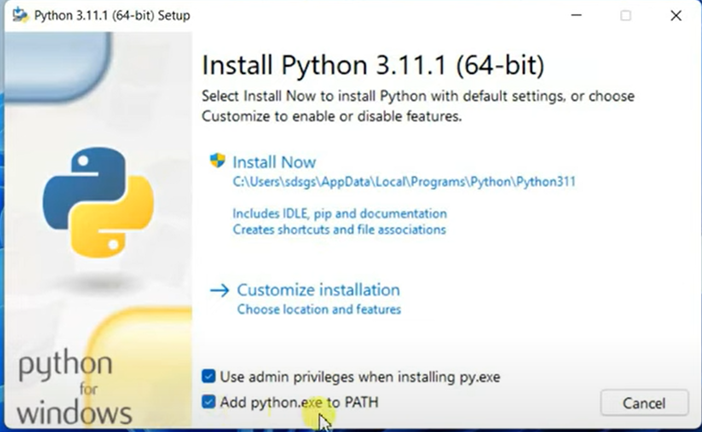 Python 3.11.1 (64-bit) Setup
Install Python 3.11.1 (64-bit)
Select Install Now to install Python with default settings, or choose
Customize to enable or disable features.
Install Now
C:\Users\sdsgs\AppData\Local\Programs\Python\Python311
Includes IDLE, pip and documentation
Creates shortcuts and file associations
Customize installation
Choose location and features
python
for
windows
Use admin privileges when installing py.exe
Add python.exe to PATH
Cancel